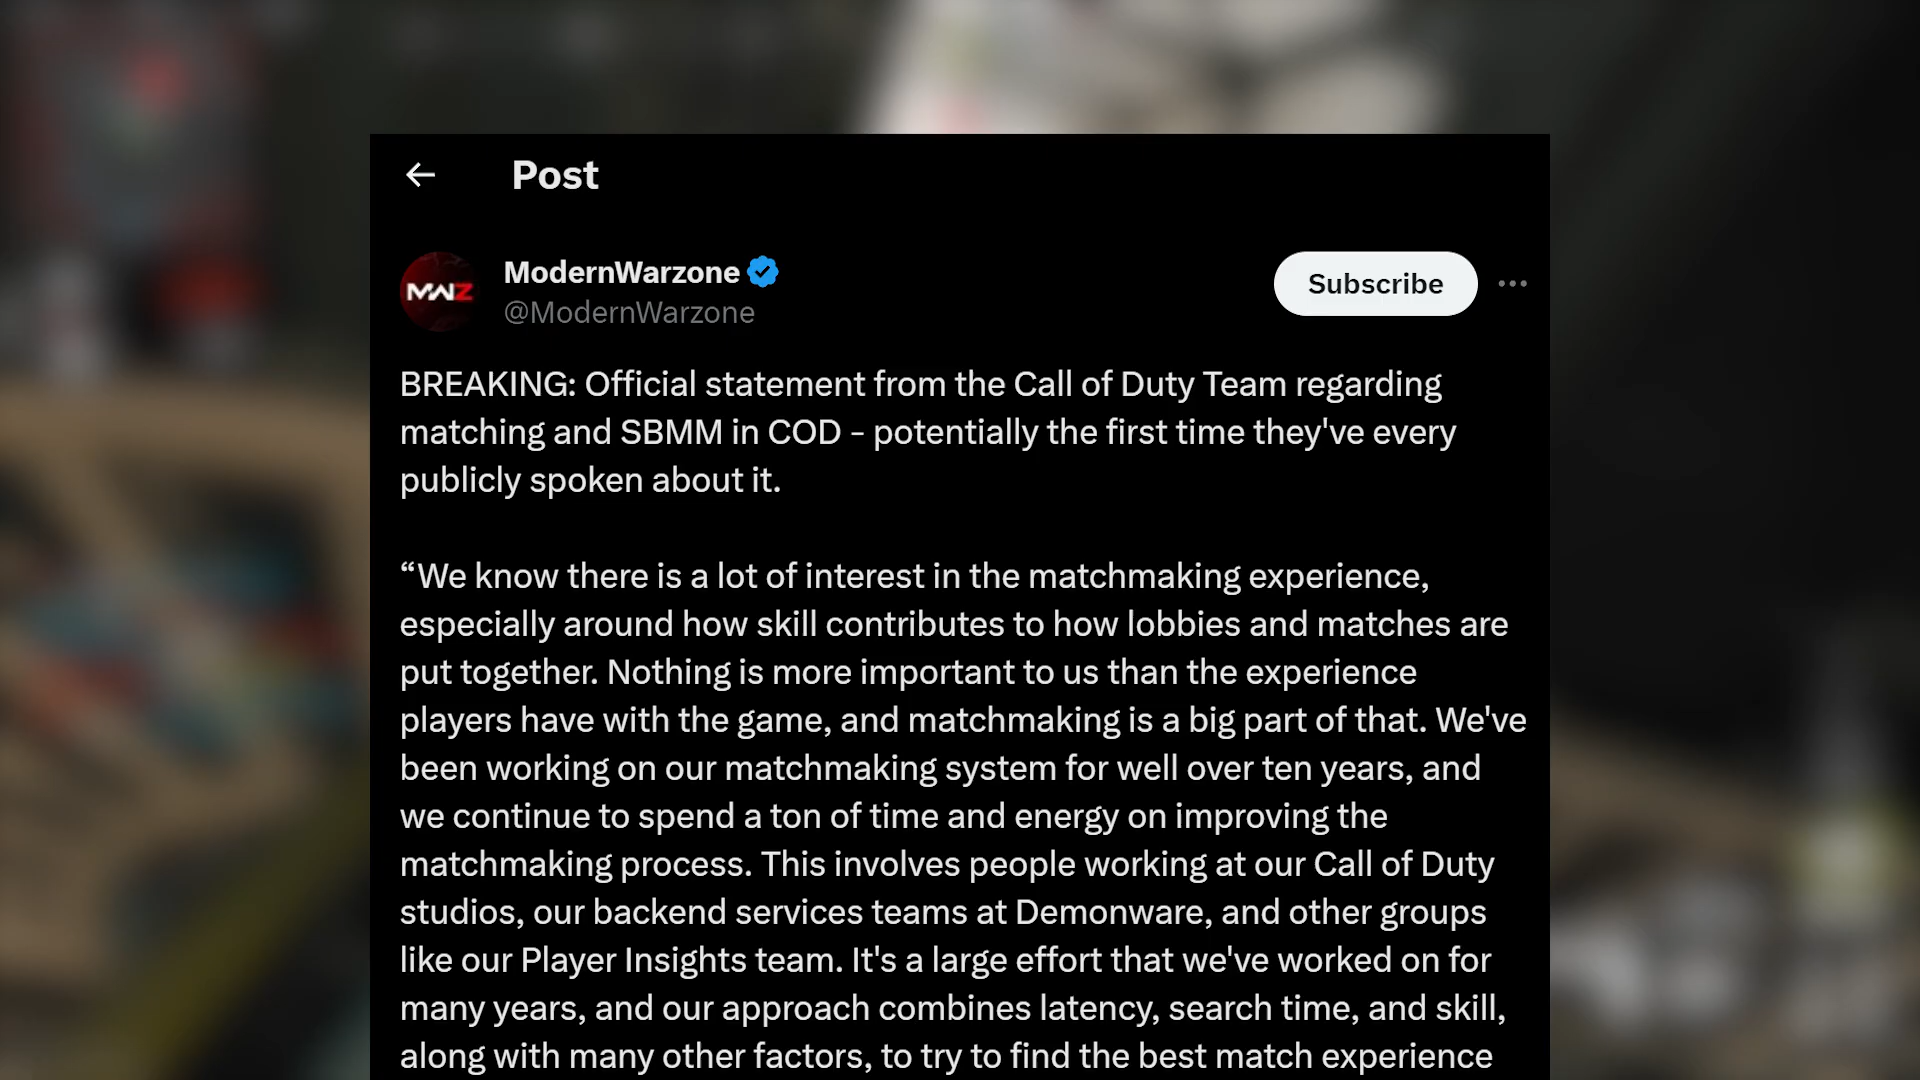 Post
MWZ
ModernWarzone
@ModernWarzone
Subscribe
BREAKING: Official statement from the Call of Duty Team regarding
matching and SBMM in COD - potentially the first time they've every
publicly spoken about it.
“We know there is a lot of interest in the matchmaking experience,
especially around how skill contributes to how lobbies and matches are
put together. Nothing is more important to us than the experience
players have with the game, and matchmaking is a big part of that. We've
been working on our matchmaking system for well over ten years, and
we continue to spend a ton of time and energy on improving the
matchmaking process. This involves people working at our Call of Duty
studios, our backend services teams at Demonware, and other groups
like our Player Insights team. It's a large effort that we've worked on for
many years, and our approach combines latency, search time, and skill,
along with many other factors, to try to find the best match experience